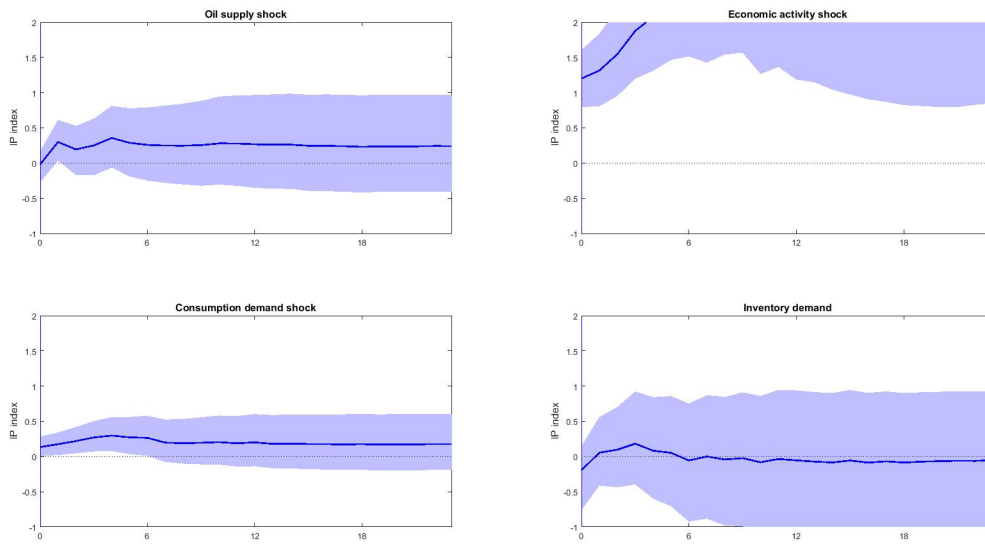 Oil supply shock
IP index
2
1.5
1
0.5
0
-0.5
-1
0 6 12 18
Economic activity shock
IP index
2
1.5
1
0.5
0
-0.5
-1
0 6 12 18
Consumption demand shock
IP index
2
1.5
1
0.5
0
-0.5
-1
0 6 12 18
Inventory demand
IP index
2
1.5
1
0.5
0
-0.5
-1
0 6 12 18